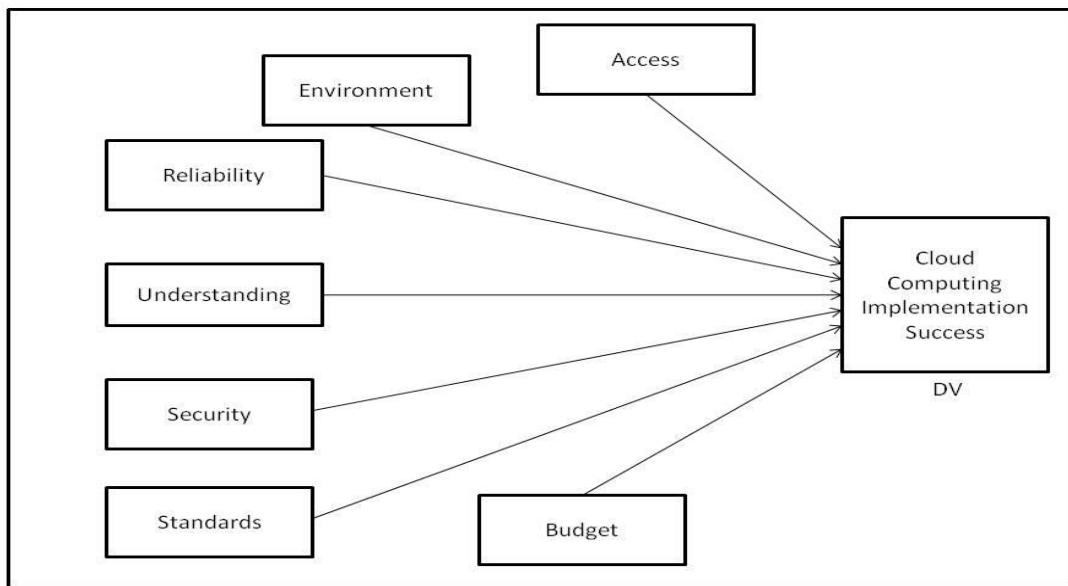 Access
Environment
Reliability
Understanding
Security
Standards
Budget
Cloud
Computing
Implementation
Success
DV